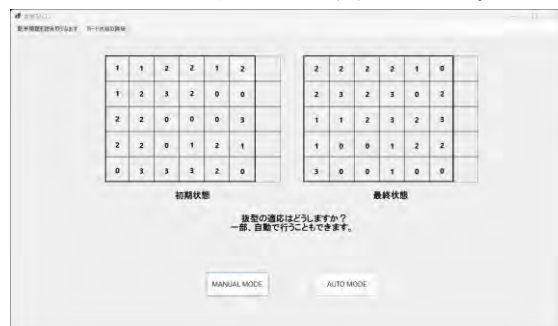 1 1 2 2 1 2
1 2 3 2 0 0
2 2 0 0 0 3
2 2 0 1 2 1
0 3 3 3 2 0
初期状態
2 2 2 2 1 0
2 3 2 3 0 2
1 1 2 3 2 3
1 0 0 1 2 2
3 0 0 1 0 0
最終状態
抜型の適応はどうしますか？
一部、自動で行うこともできます。
MANUAL MODE
AUTO MODE